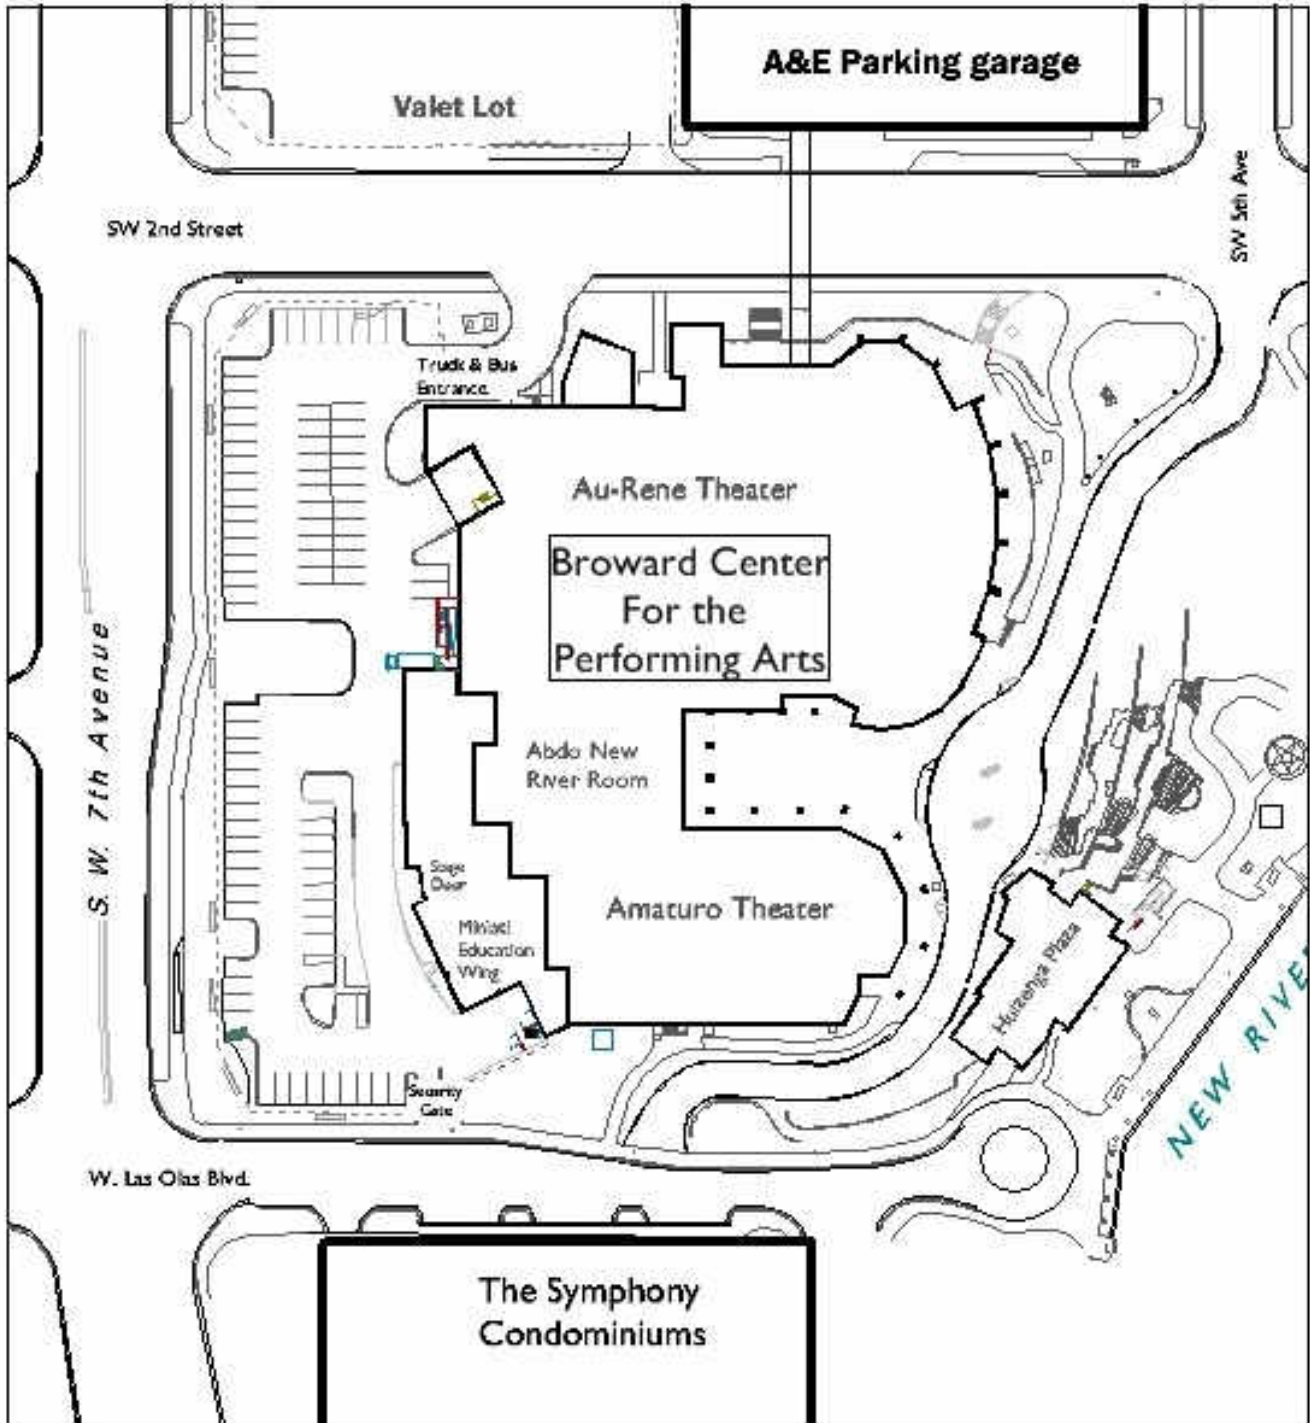 A&E Parking garage
Valet Lot
SW 5th Ave
SW 2nd Street
Truck & Bus
Entrance
Au-Rene Theater
Broward Center
For the
Performing Arts
S. W. 7th Avenue
Abdo New
River Room
Stage
Door
Amaturo Theater
Miniaci
Education
Wing
Huizenga Plaza
NEW RIVER
Security
Gate
W. Las Olas Blvd.
The Symphony
Condominiums